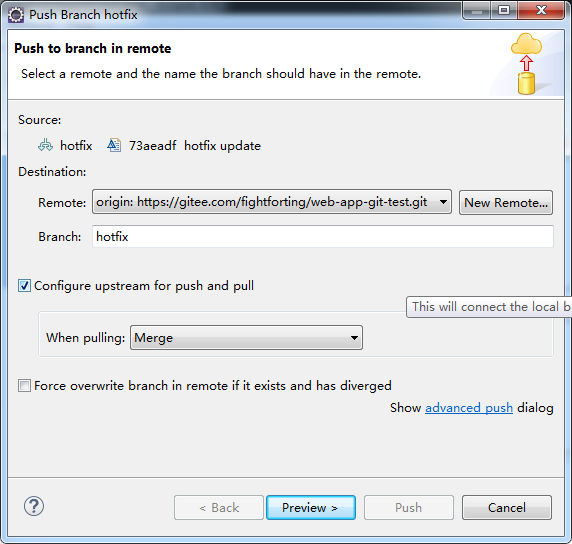 Push Branch hotfix
Push to branch in remote
Select a remote and the name the branch should have in the remote.
Source:
hotfix 73aeadf hotfix update
Destination:
Remote: origin: https://gitee.com/fightforting/web-app-git-test.git New Remote...
Branch: hotfix
Configure upstream for push and pull
This will connect the local b
When pulling: Merge
Force overwrite branch in remote if it exists and has diverged
Show advanced push dialog
? < Back Preview > Push Cancel